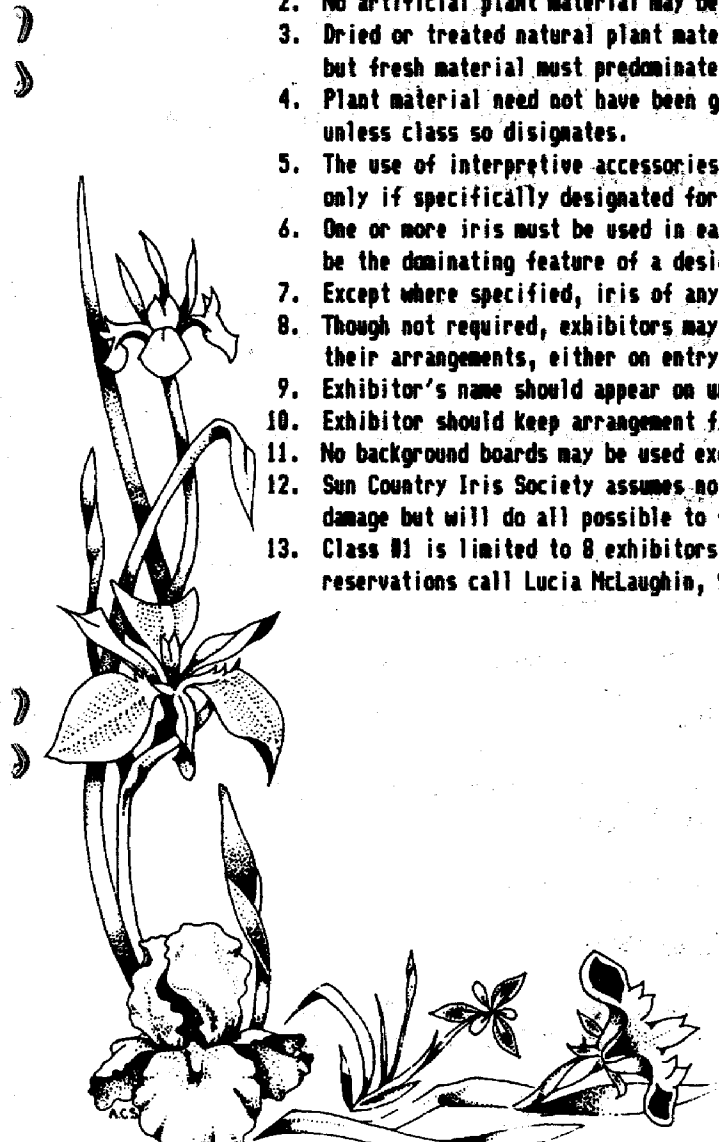 2. No artificial plant material may be
3. Dried or treated natural plant mate
but fresh material must predominate
4. Plant material need not have been g
unless class so disignates.
5. The use of interpretive accessories
only if specifically designated for
6. One or more iris must be used in ea
be the dominating feature of a desi
7. Except where specified, iris of any
8. Though not required, exhibitors may
their arrangements, either on entry
9. Exhibitor's name should appear on u
10. Exhibitor should keep arrangement f
11. No background boards may be used exc
12. Sun Country Iris Society assumes no
damage but will do all possible to
13. Class #1 is limited to 8 exhibitors
reservations call Lucia McLaughin, 9
A.C.S